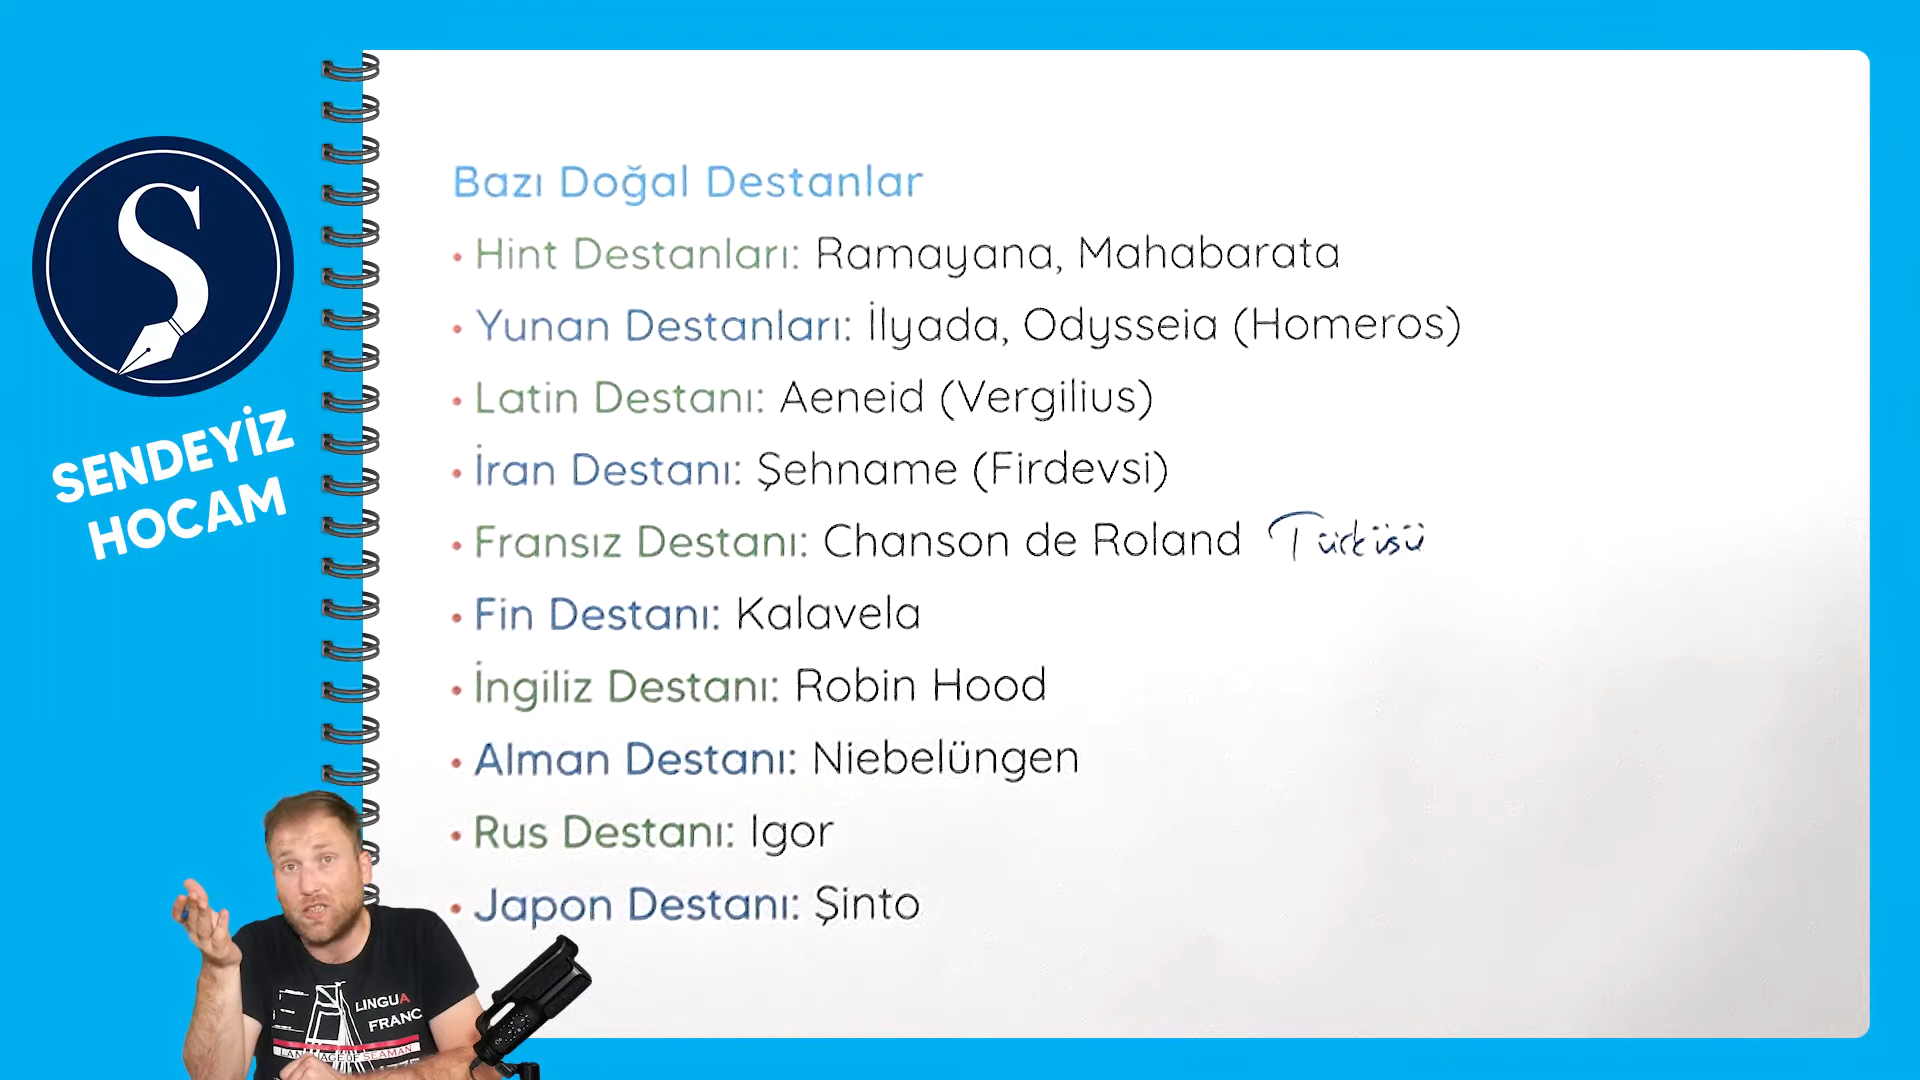 SENDEYİZ
HOCAM
Bazı Doğal Destanlar
• Hint Destanları: Ramayana, Mahabarata
• Yunan Destanları: İlyada, Odysseia (Homeros)
• Latin Destanı: Aeneid (Vergilius)
• İran Destanı: Şehname (Firdevsi)
• Fransız Destanı: Chanson de Roland Türküsü
• Fin Destanı: Kalavela
• İngiliz Destanı: Robin Hood
• Alman Destanı: Niebelüngen
• Rus Destanı: Igor
• Japon Destanı: Şinto
LINGUA
FRANC